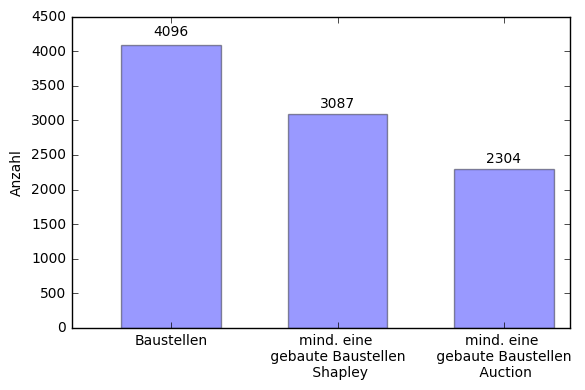 4500
4000
3500
3000
2500
2000
1500
1000
500
0
Anzahl
4096
3087
2304
Baustellen
mind. eine
gebaute Baustellen
Shapley
mind. eine
gebaute Baustellen
Auction